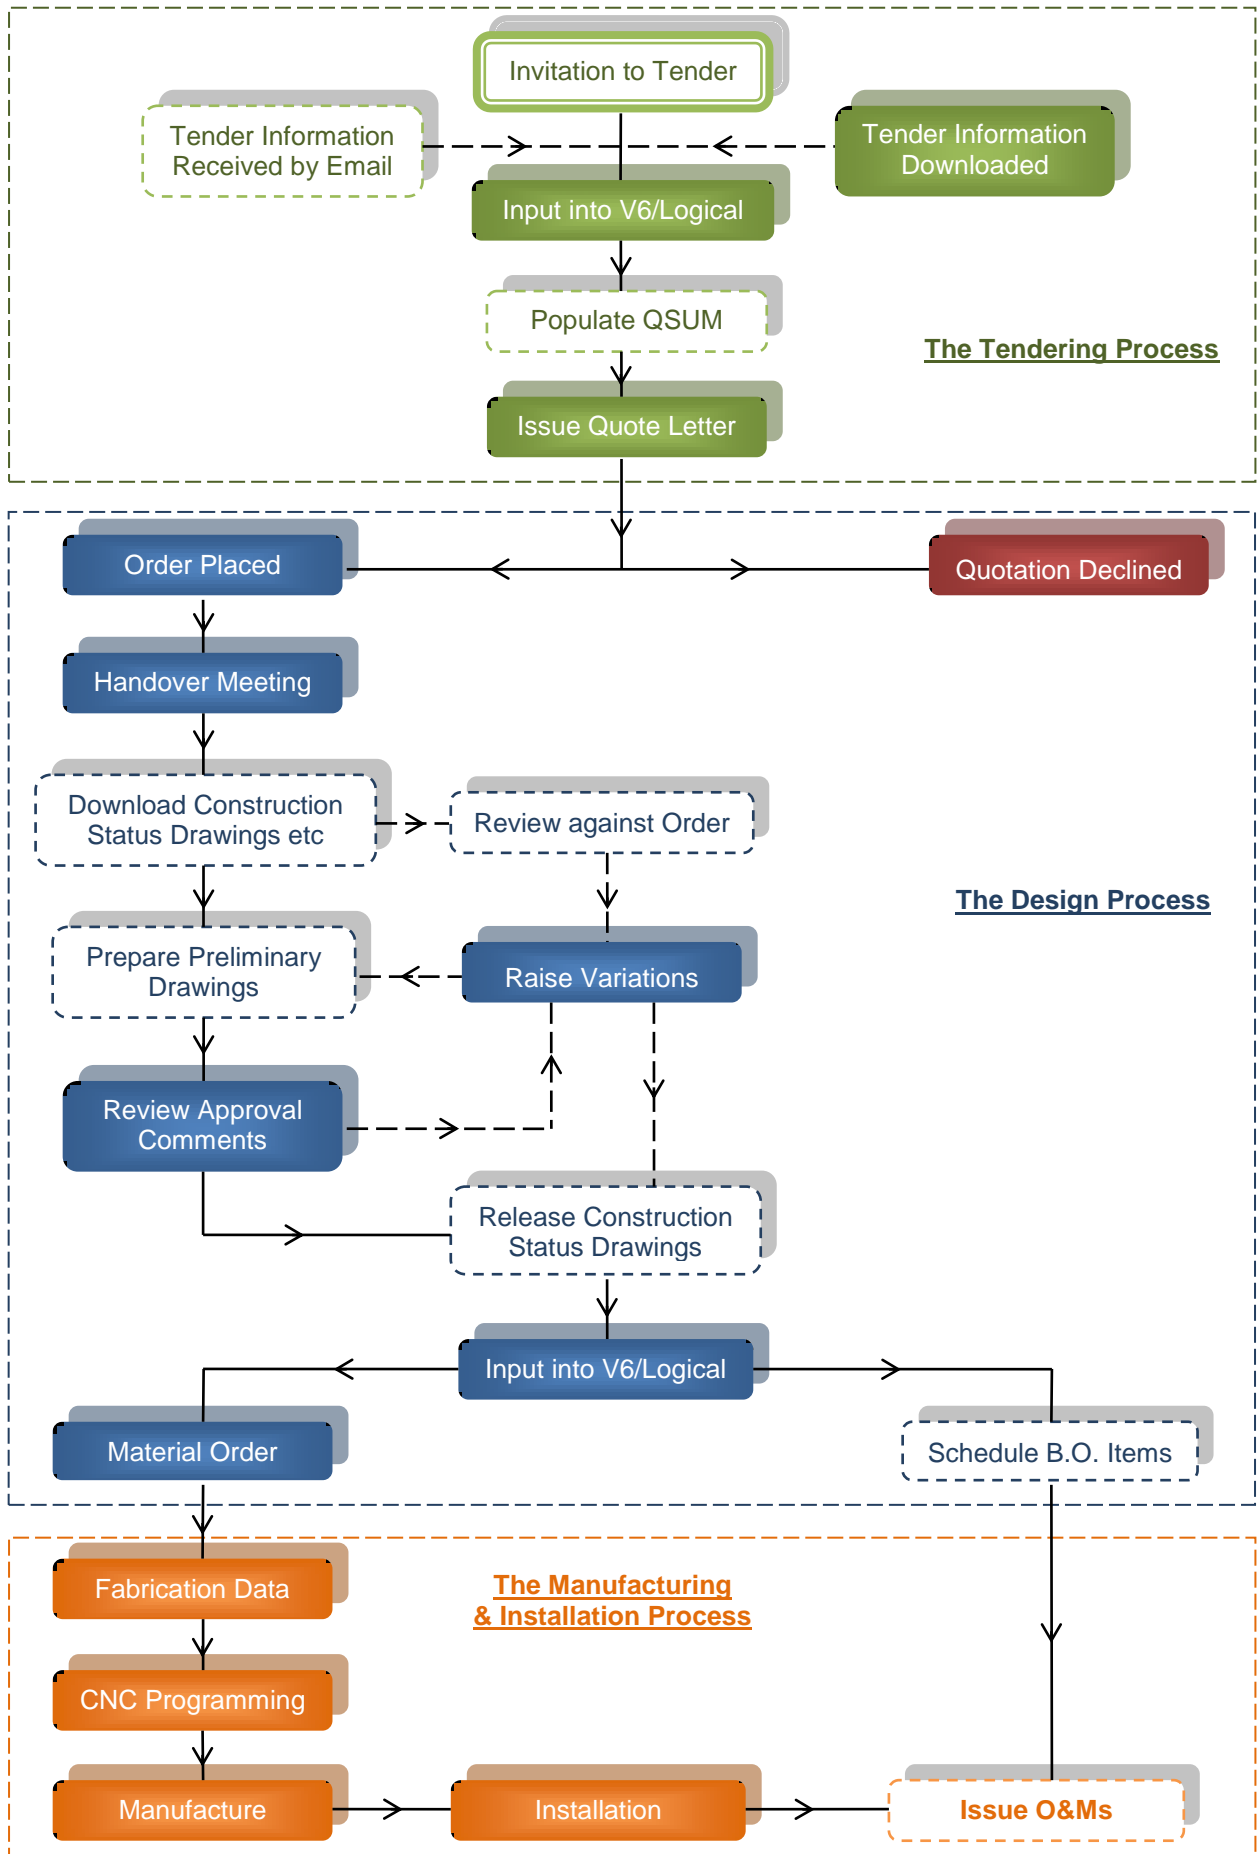 Invitation to Tender
Tender Information
Received by Email
Tender Information
Downloaded
Input into V6/Logical
Populate QSUM
The Tendering Process
Issue Quote Letter
Order Placed
Quotation Declined
Handover Meeting
Download Construction
Status Drawings etc
Review against Order
The Design Process
Prepare Preliminary
Drawings
Raise Variations
Review Approval
Comments
Release Construction
Status Drawings
Input into V6/Logical
Material Order
Schedule B.O. Items
Fabrication Data
The Manufacturing
& Installation Process
CNC Programming
Manufacture
Installation
Issue O&Ms